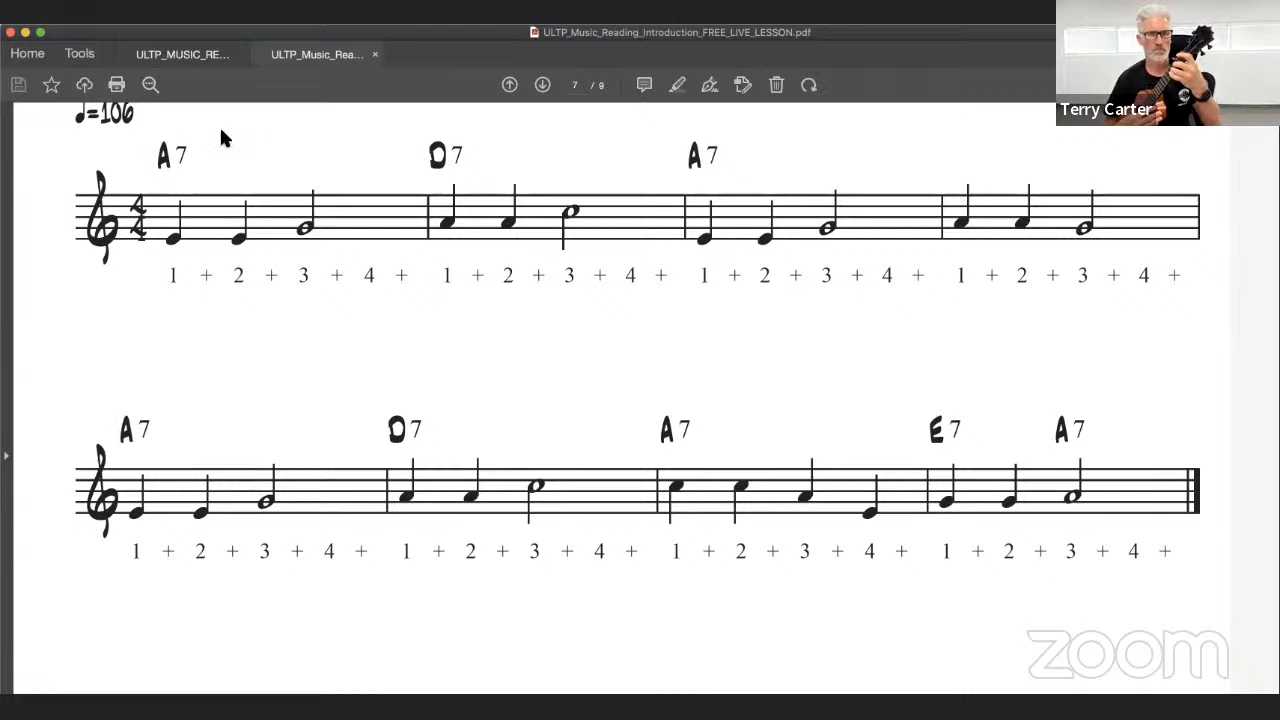 ULTP_Music_Reading_Introduction_FREE_LIVE_LESSON.pdf
Home Tools ULTP_MUSIC_RE... ULTP_Music_Rea... ×
7 / 9
Terry Carter
♩=106
A7 D7 A7
4/4
1 + 2 + 3 + 4 + 1 + 2 + 3 + 4 + 1 + 2 + 3 + 4 + 1 + 2 + 3 + 4 +
A7 D7 A7 E7 A7
1 + 2 + 3 + 4 + 1 + 2 + 3 + 4 + 1 + 2 + 3 + 4 + 1 + 2 + 3 + 4 +
zoom